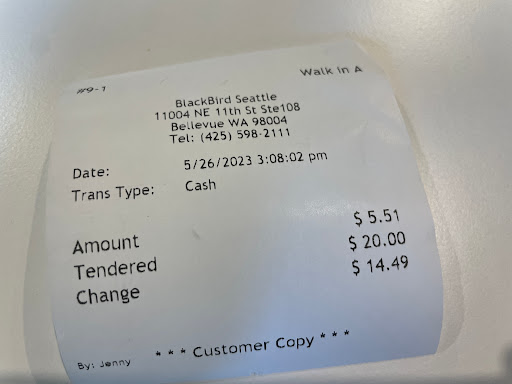 #9-1 Walk In A
BlackBird Seattle
11004 NE 11th St Ste108
Bellevue WA 98004
Tel: (425) 598-2111
Date: 5/26/2023 3:08:02 pm
Trans Type: Cash
Amount $ 5.51
Tendered $ 20.00
Change $ 14.49
* * * Customer Copy * * *
By: Jenny